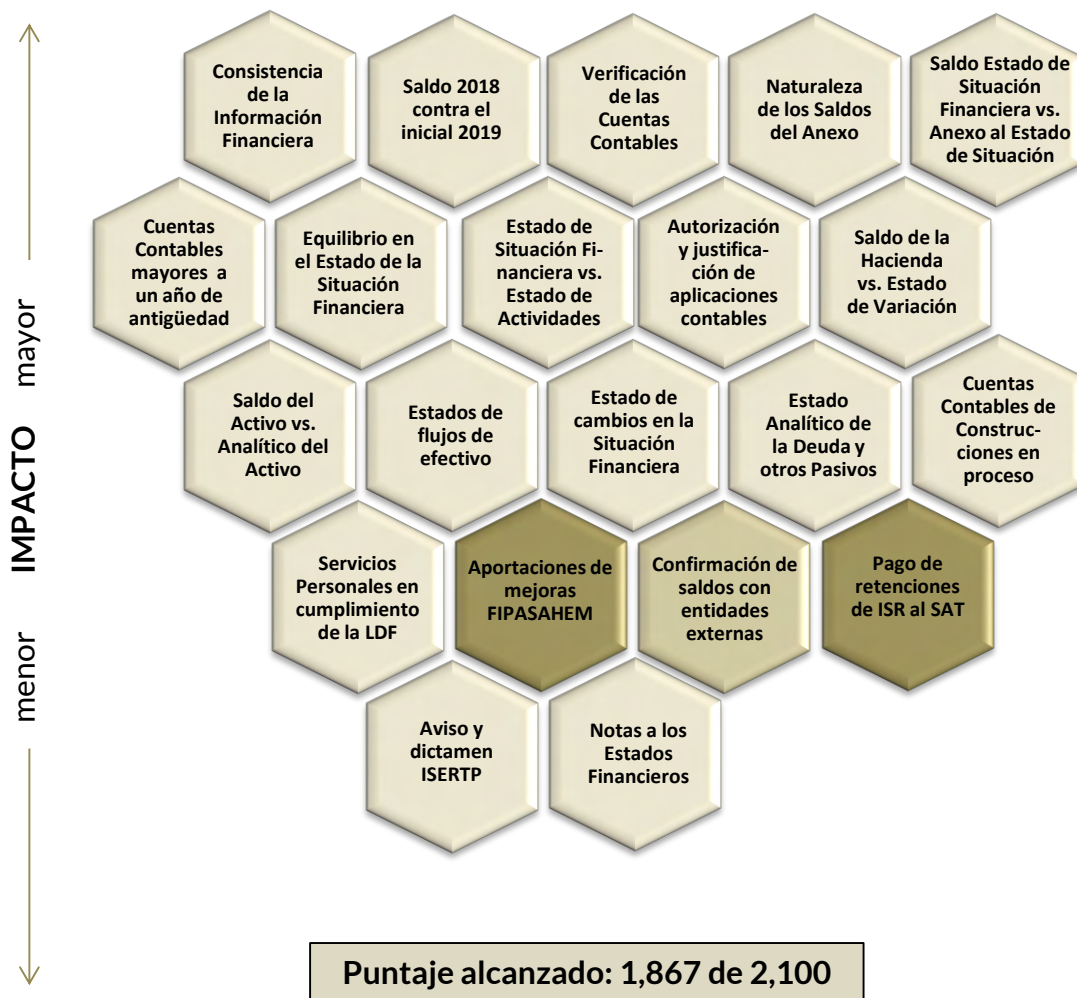 Consistencia
de la
Información
Financiera
Saldo 2018
contra el
inicial 2019
Verificación
de las
Cuentas
Contables
Naturaleza
de los Saldos
del Anexo
Saldo Estado de
Situación
Financiera vs.
Anexo al Estado
de Situación
Cuentas
Contables
mayores a
un año de
antigüedad
Equilibrio en
el Estado de la
Situación
Financiera
Estado de
Situación Fi-
nanciera vs.
Estado de
Actividades
Autorización
y justifica-
ción de
aplicaciones
contables
Saldo de la
Hacienda
vs. Estado
de Variación
Saldo del
Activo vs.
Analítico del
Activo
Estados de
flujos de
efectivo
Estado de
cambios en la
Situación
Financiera
Estado
Analítico de
la Deuda y
otros Pasivos
Cuentas
Contables de
Construc-
ciones en
proceso
Servicios
Personales en
cumplimiento
de la LDF
Aportaciones de
mejoras
FIPASAHEM
Confirmación de
saldos con
entidades
externas
Pago de
retenciones
de ISR al SAT
Aviso y
dictamen
ISERTP
Notas a los
Estados
Financieros
menor IMPACTO mayor
Puntaje alcanzado: 1,867 de 2,100